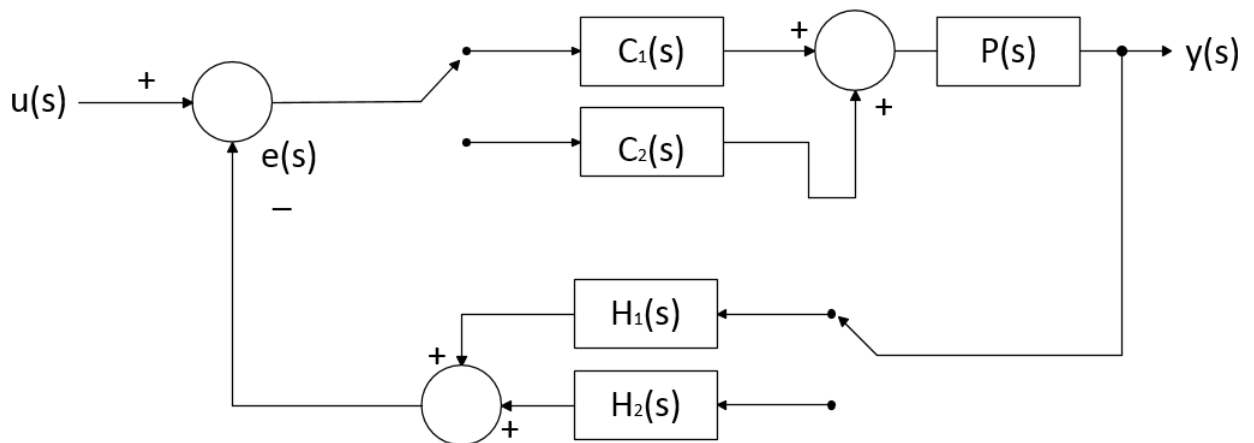 +
C₁(s)
+
P(s)
y(s)
u(s)
+
e(s)
C₂(s)
−
H₁(s)
+
H₂(s)
+